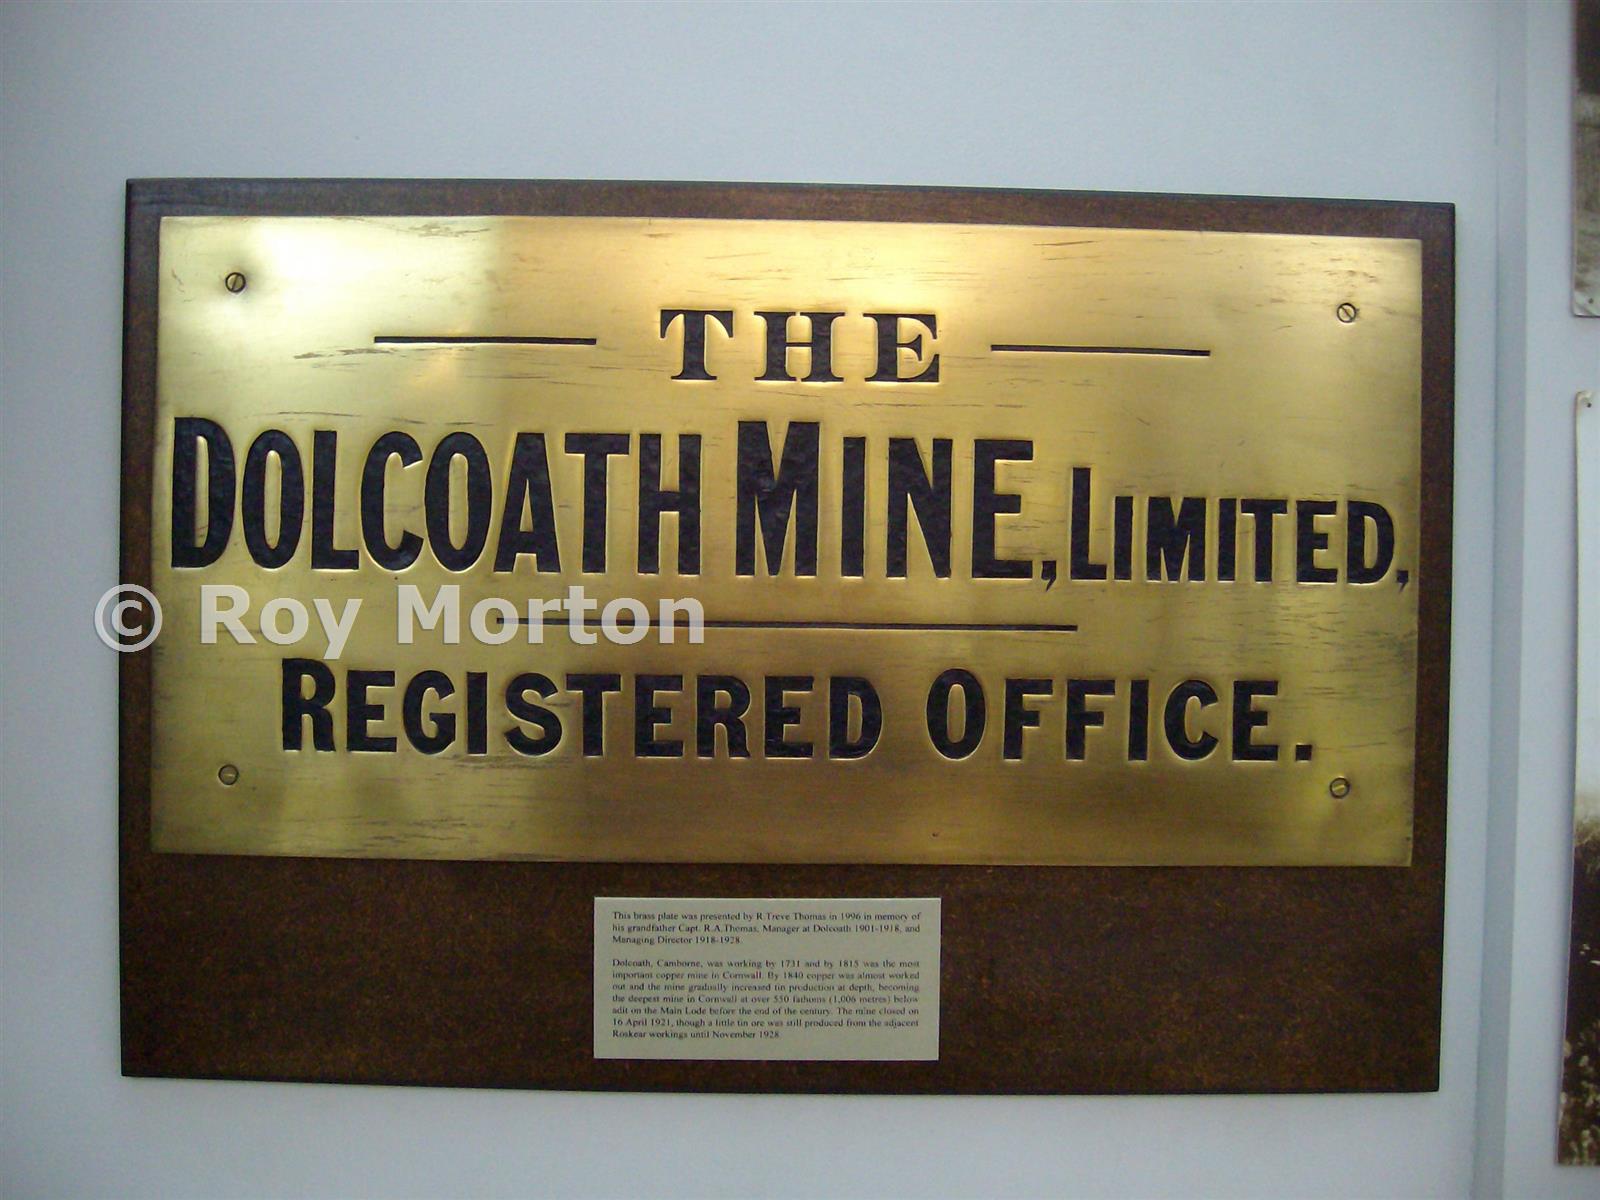 THE
DOLCOATH MINE, LIMITED,
© Roy Morton
REGISTERED OFFICE.
This brass plate was presented by R.Treve Thomas in 1996 in memory of
his grandfather Capt. R.A.Thomas, Manager at Dolcoath 1901-1918, and
Managing Director 1918-1928.
Dolcoath, Camborne, was working by 1731 and by 1815 was the most
important copper mine in Cornwall. By 1840 copper was almost worked
out and the mine gradually increased tin production at depth, becoming
the deepest mine in Cornwall at over 550 fathoms (1,006 metres) below
adit on the Main Lode before the end of the century. The mine closed on
16 April 1921, though a little tin ore was still produced from the adjacent
Roskear workings until November 1928.